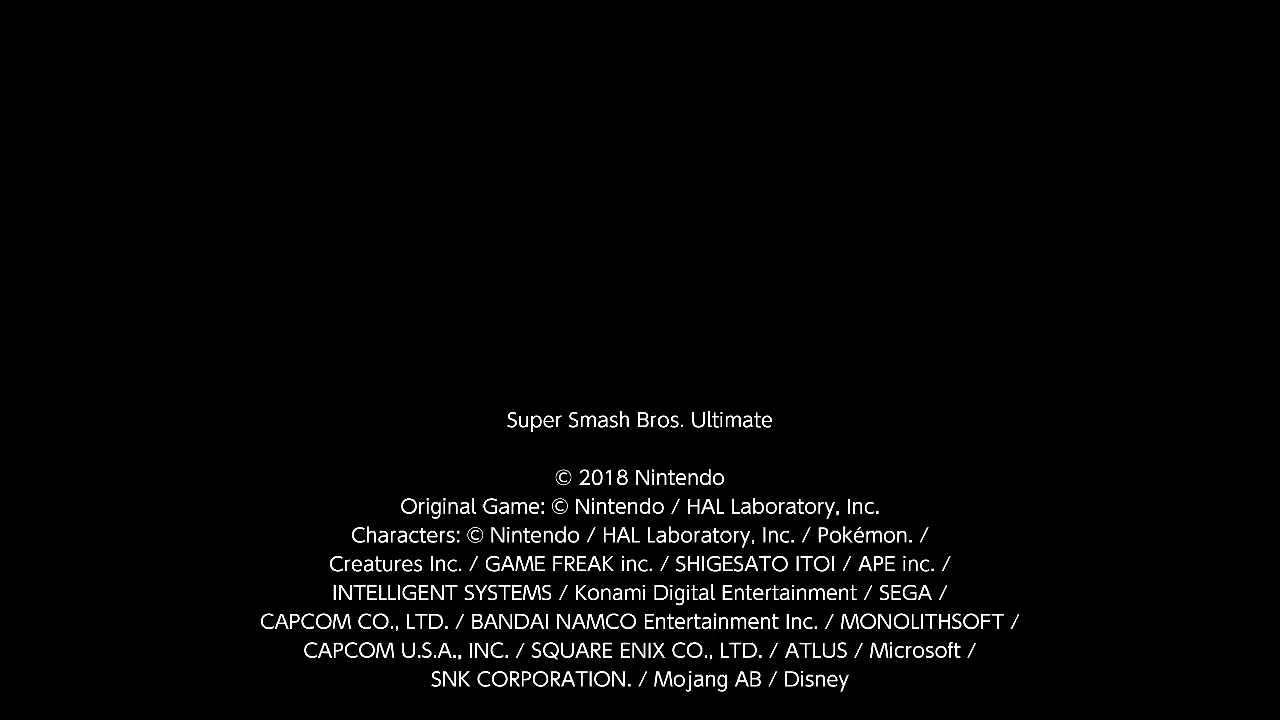 Super Smash Bros. Ultimate
© 2018 Nintendo
Original Game: © Nintendo / HAL Laboratory, Inc.
Characters: © Nintendo / HAL Laboratory, Inc. / Pokémon. /
Creatures Inc. / GAME FREAK inc. / SHIGESATO ITOI / APE inc. /
INTELLIGENT SYSTEMS / Konami Digital Entertainment / SEGA /
CAPCOM CO., LTD. / BANDAI NAMCO Entertainment Inc. / MONOLITHSOFT /
CAPCOM U.S.A., INC. / SQUARE ENIX CO., LTD. / ATLUS / Microsoft /
SNK CORPORATION. / Mojang AB / Disney